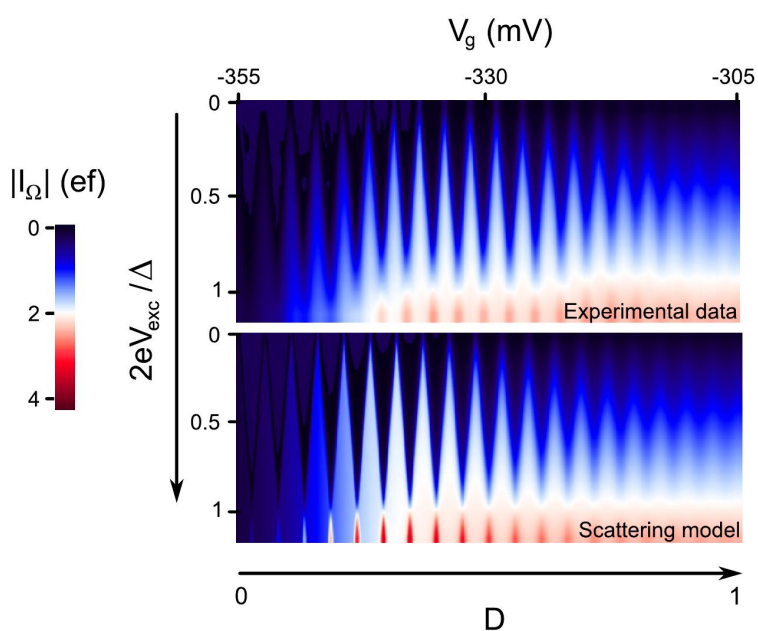 V_g (mV)
-355 -330 -305
|I_Ω| (ef)
0
2
4
2eV_exc /Δ
0
0.5
1
Experimental data
0
0.5
1
Scattering model
0 1
D